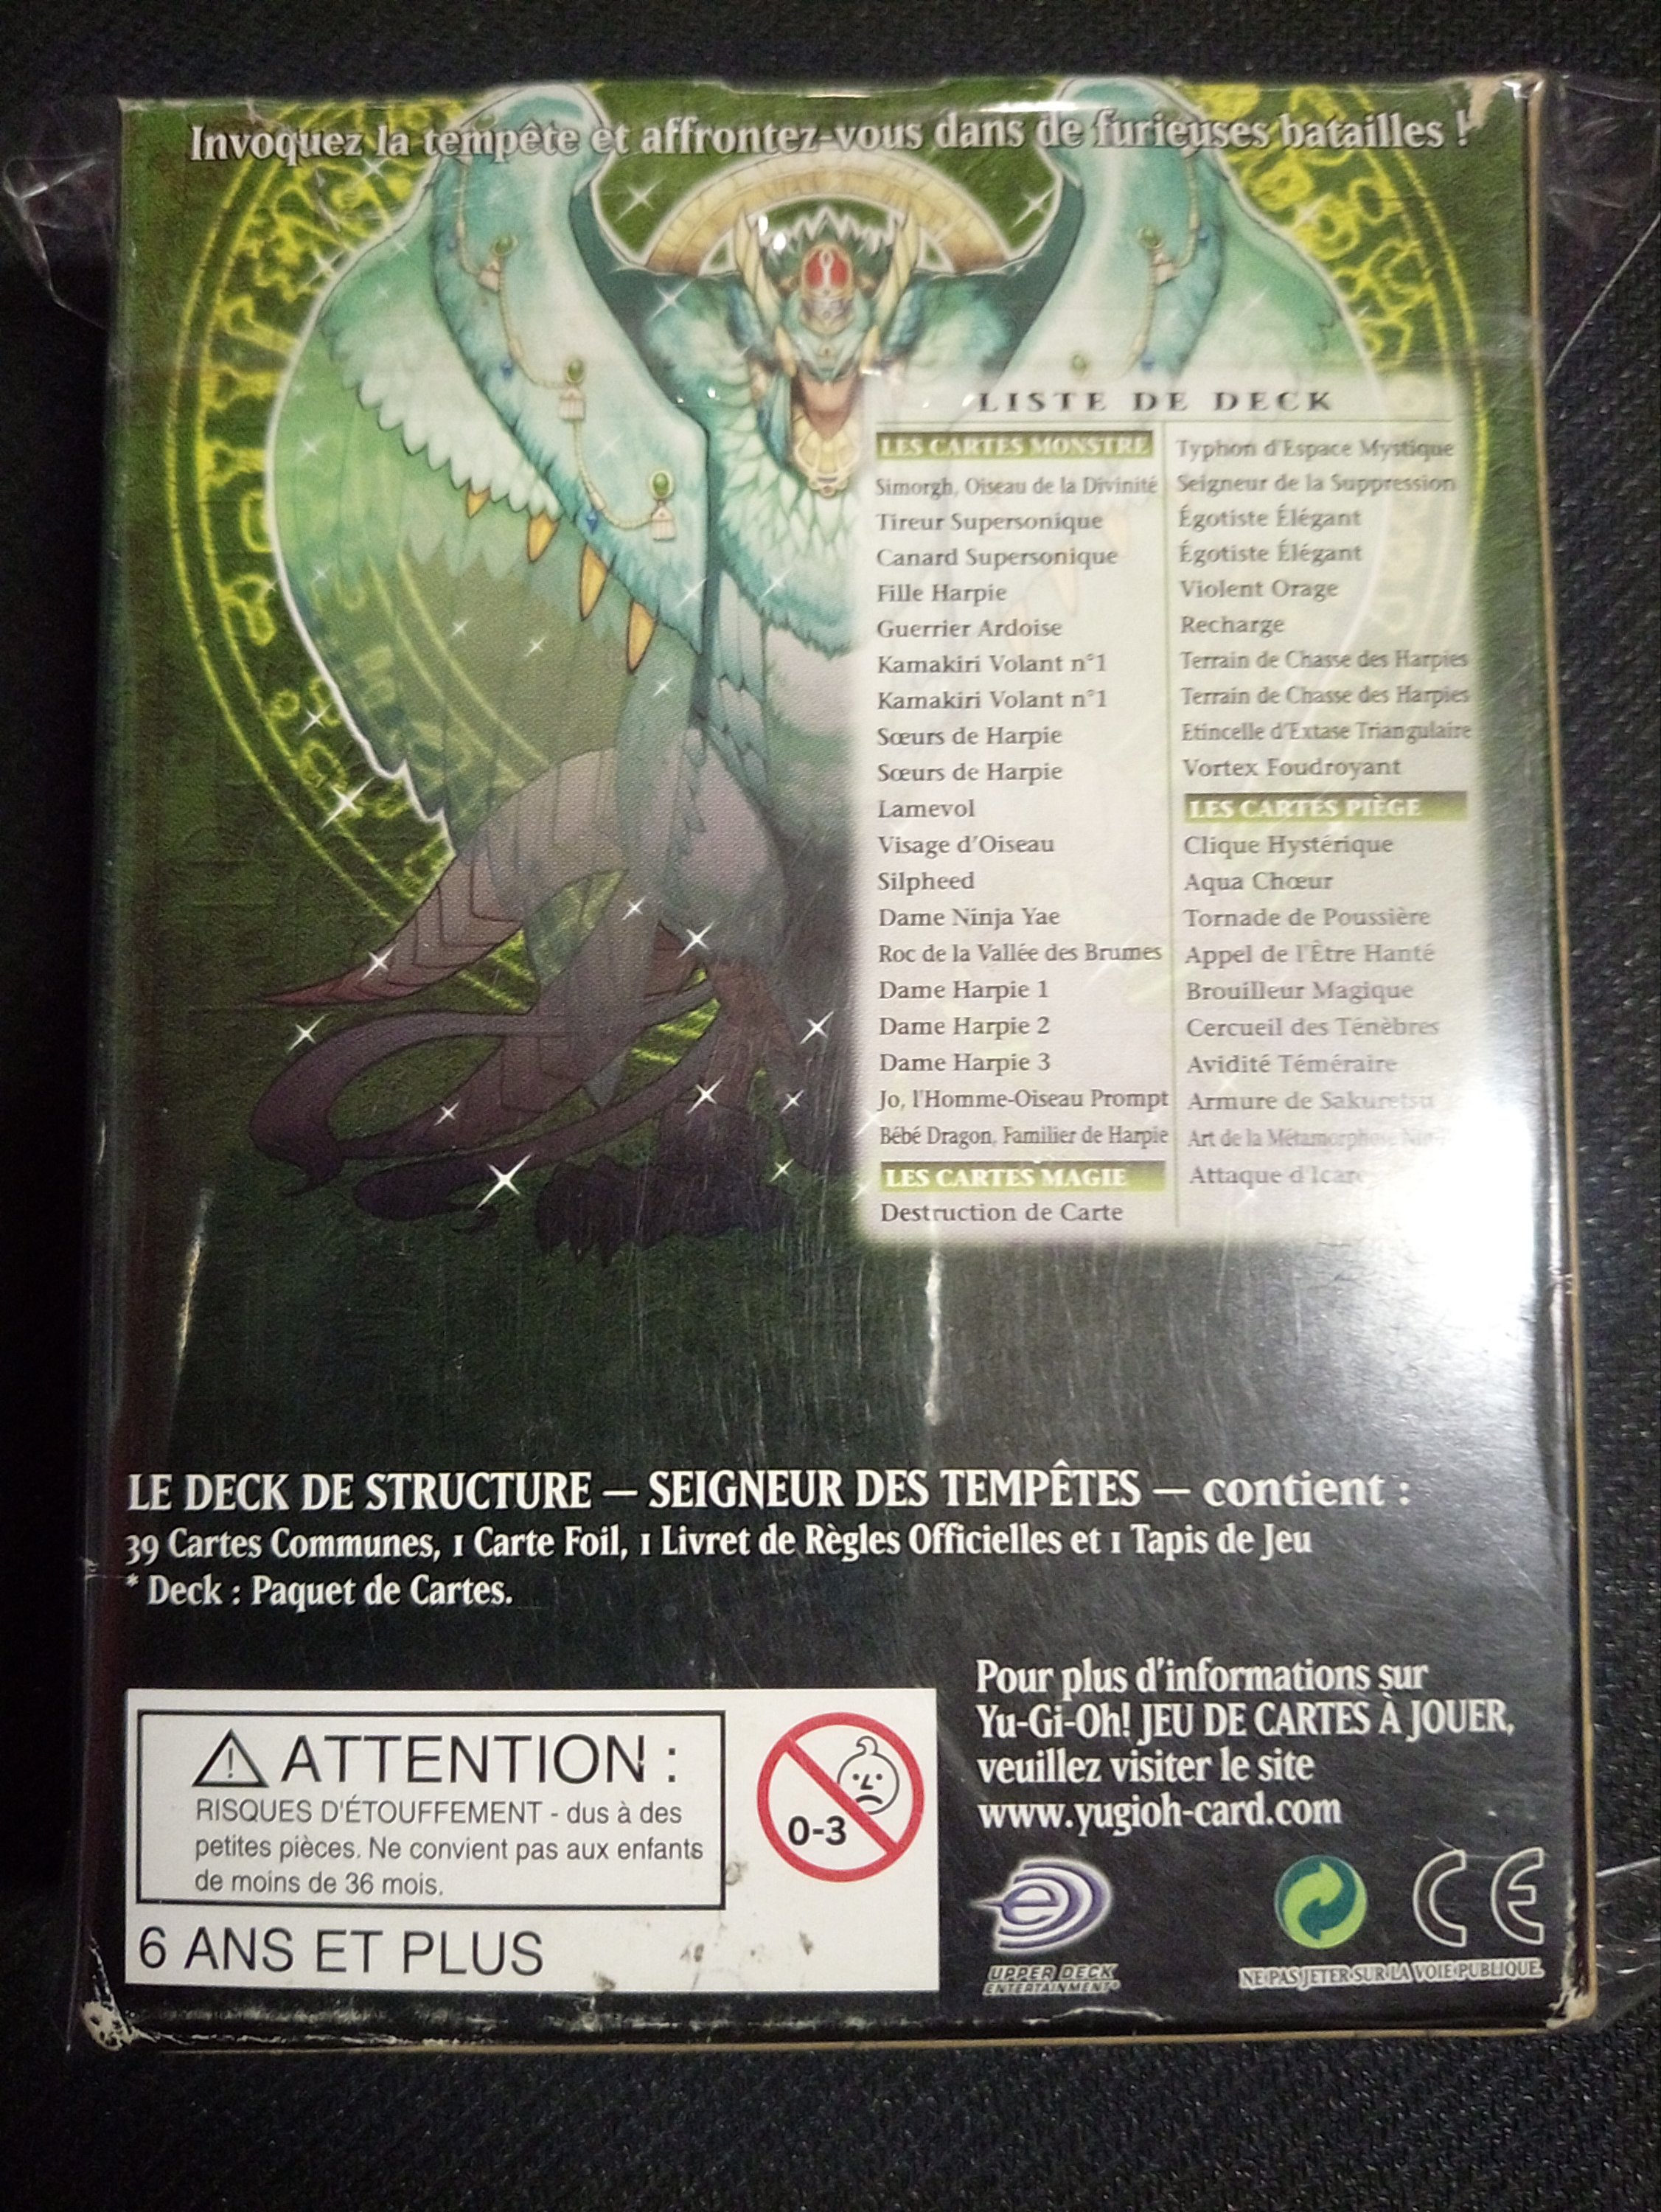 Invoquez la tempête et affrontez-vous dans de furieuses batailles !
LISTE DE DECK
LES CARTES MONSTRE
Simorgh, Oiseau de la Divinité
Tireur Supersonique
Canard Supersonique
Fille Harpie
Guerrier Ardoise
Kamakiri Volant n°1
Kamakiri Volant n°1
Sœurs de Harpie
Sœurs de Harpie
Lamevol
Visage d'Oiseau
Silpheed
Dame Ninja Yae
Roc de la Vallée des Brumes
Dame Harpie 1
Dame Harpie 2
Dame Harpie 3
Jo, l'Homme-Oiseau Prompt
Bébé Dragon, Familier de Harpie
LES CARTES MAGIE
Destruction de Carte
Typhon d'Espace Mystique
Seigneur de la Suppression
Égotiste Élégant
Égotiste Élégant
Violent Orage
Recharge
Terrain de Chasse des Harpies
Terrain de Chasse des Harpies
Etincelle d'Extase Triangulaire
Vortex Foudroyant
LES CARTES PIÈGE
Clique Hystérique
Aqua Chœur
Tornade de Poussière
Appel de l'Être Hanté
Brouilleur Magique
Cercueil des Ténèbres
Avidité Téméraire
Armure de Sakuretsu
Art de la Métamorphose
Attaque d'Icare
LE DECK DE STRUCTURE – SEIGNEUR DES TEMPÊTES – contient :
39 Cartes Communes, 1 Carte Foil, 1 Livret de Règles Officielles et 1 Tapis de Jeu
* Deck : Paquet de Cartes.
ATTENTION :
RISQUES D'ÉTOUFFEMENT - dus à des
petites pièces. Ne convient pas aux enfants
de moins de 36 mois.
0-3
6 ANS ET PLUS
Pour plus d'informations sur
Yu-Gi-Oh! JEU DE CARTES À JOUER,
veuillez visiter le site
www.yugioh-card.com
UPPER DECK
ENTERTAINMENT
CE
NE PAS JETER SUR LA VOIE PUBLIQUE.